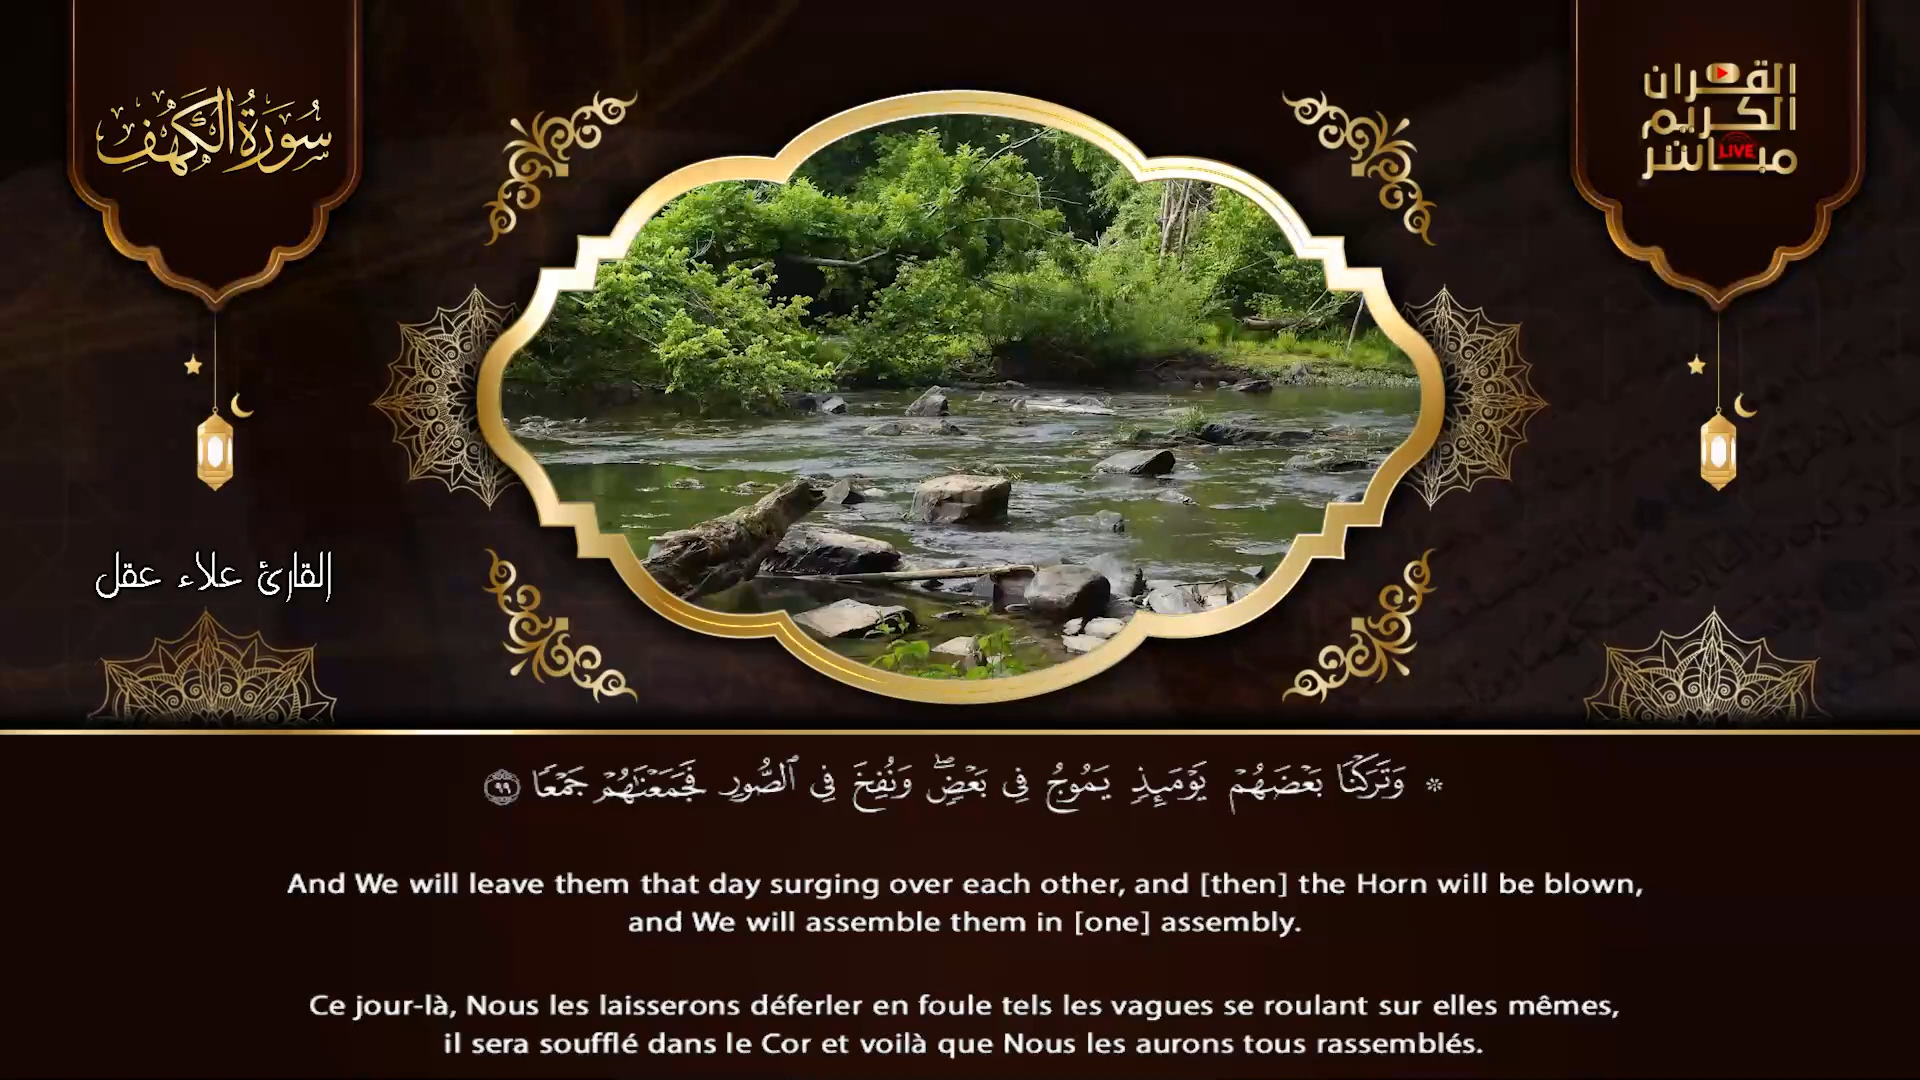 سُورَةُ الكَهْفِ
القرآن
الكريم
مباشر
LIVE
القارئ علاء عقل
* وَتَرَكْنَا بَعْضَهُمْ يَوْمَئِذٍ يَمُوجُ فِي بَعْضٍ ۖ وَنُفِخَ فِي ٱلصُّورِ فَجَمَعْنَٰهُمْ جَمْعًا ٩٩
And We will leave them that day surging over each other, and [then] the Horn will be blown,
and We will assemble them in [one] assembly.
Ce jour-là, Nous les laisserons déferler en foule tels les vagues se roulant sur elles mêmes,
il sera soufflé dans le Cor et voilà que Nous les aurons tous rassemblés.